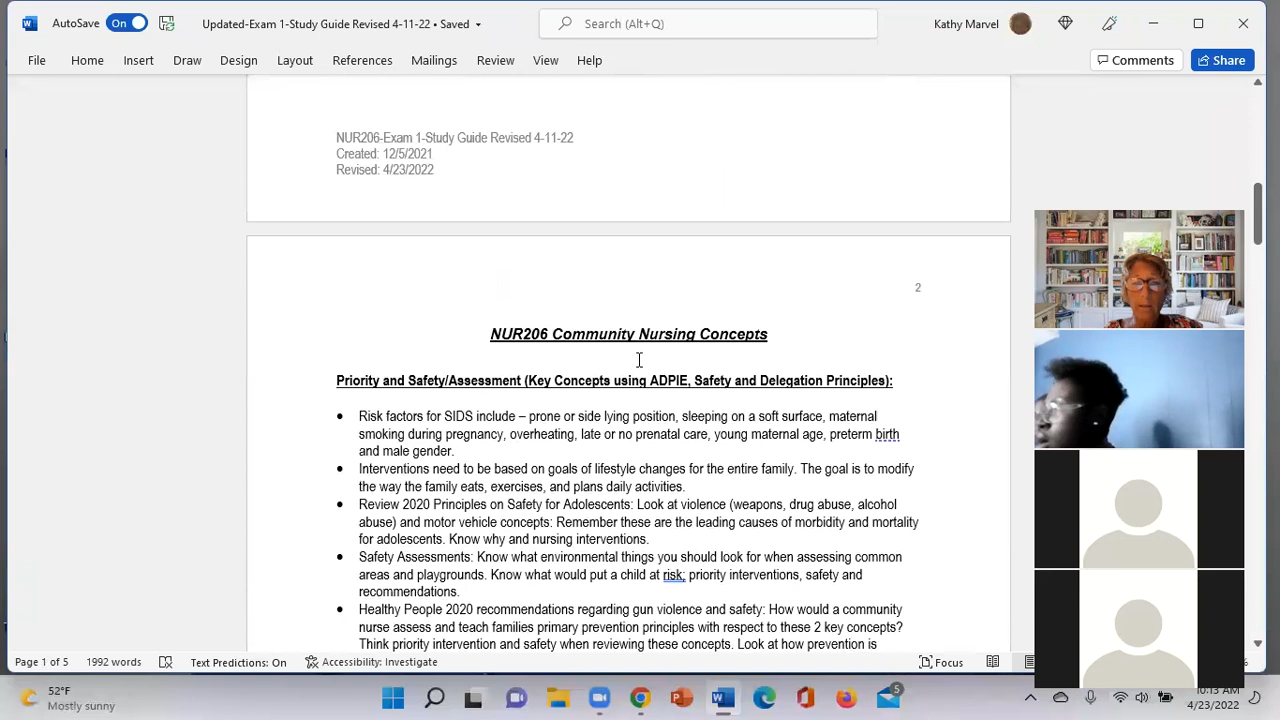 AutoSave On Updated-Exam 1-Study Guide Revised 4-11-22 • Saved Search (Alt+Q) Kathy Marvel
File Home Insert Draw Design Layout References Mailings Review View Help Comments Share
NUR206-Exam 1-Study Guide Revised 4-11-22
Created: 12/5/2021
Revised: 4/23/2022
2
NUR206 Community Nursing Concepts
Priority and Safety/Assessment (Key Concepts using ADPIE, Safety and Delegation Principles):
● Risk factors for SIDS include – prone or side lying position, sleeping on a soft surface, maternal
smoking during pregnancy, overheating, late or no prenatal care, young maternal age, preterm birth
and male gender.
● Interventions need to be based on goals of lifestyle changes for the entire family. The goal is to modify
the way the family eats, exercises, and plans daily activities.
● Review 2020 Principles on Safety for Adolescents: Look at violence (weapons, drug abuse, alcohol
abuse) and motor vehicle concepts: Remember these are the leading causes of morbidity and mortality
for adolescents. Know why and nursing interventions.
● Safety Assessments: Know what environmental things you should look for when assessing common
areas and playgrounds. Know what would put a child at risk; priority interventions, safety and
recommendations.
● Healthy People 2020 recommendations regarding gun violence and safety: How would a community
nurse assess and teach families primary prevention principles with respect to these 2 key concepts?
Think priority intervention and safety when reviewing these concepts. Look at how prevention is
Page 1 of 5 1992 words Text Predictions: On Accessibility: Investigate Focus
52°F 5 10:13 AM
Mostly sunny 4/23/2022